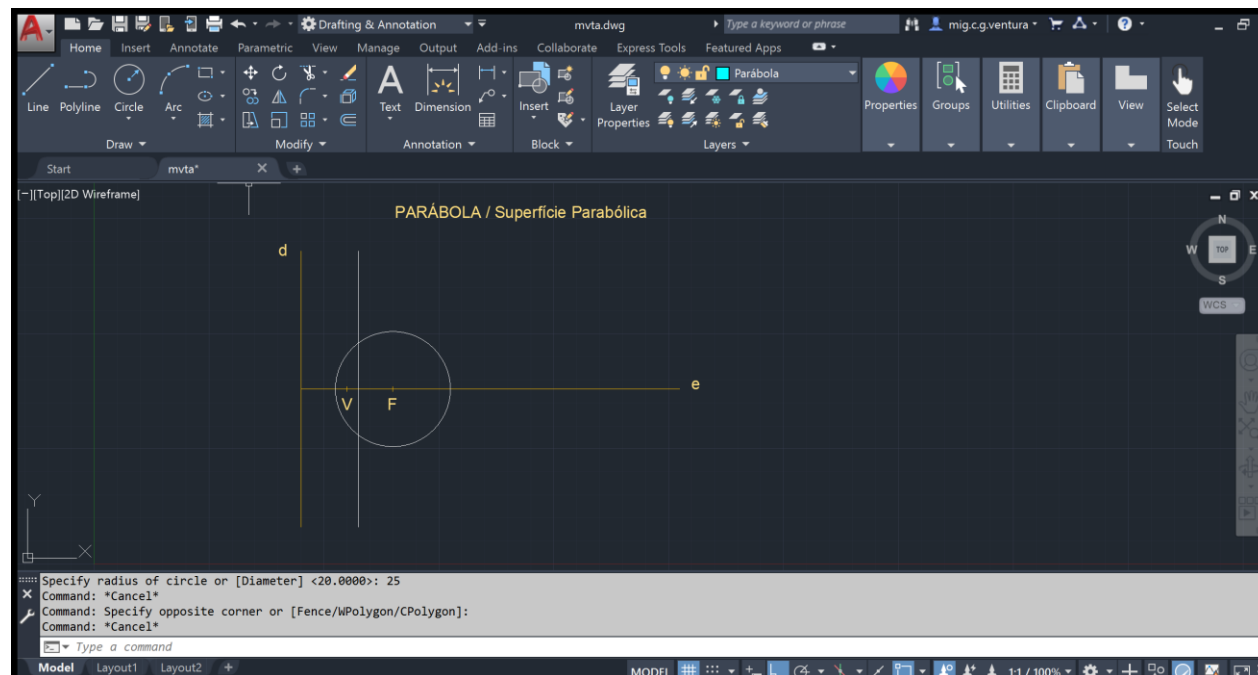 A
Drafting & Annotation
mvta.dwg
Type a keyword or phrase
mig.c.g.ventura
?
Home Insert Annotate Parametric View Manage Output Add-ins Collaborate Express Tools Featured Apps
Parábola
Line Polyline Circle Arc
A
Text Dimension
Insert
Layer
Properties
Properties Groups Utilities Clipboard View
Select
Mode
Draw Modify Annotation Block Layers Touch
Start mvta* X +
[−][Top][2D Wireframe]
PARÁBOLA / Superfície Parabólica
N
W TOP E
S
WCS
d
e
V F
Y
X
Specify radius of circle or [Diameter] <20.0000>: 25
Command: *Cancel*
Command: Specify opposite corner or [Fence/WPolygon/CPolygon]:
Command: *Cancel*
Type a command
Model Layout1 Layout2 +
MODEL
1:1 / 100%